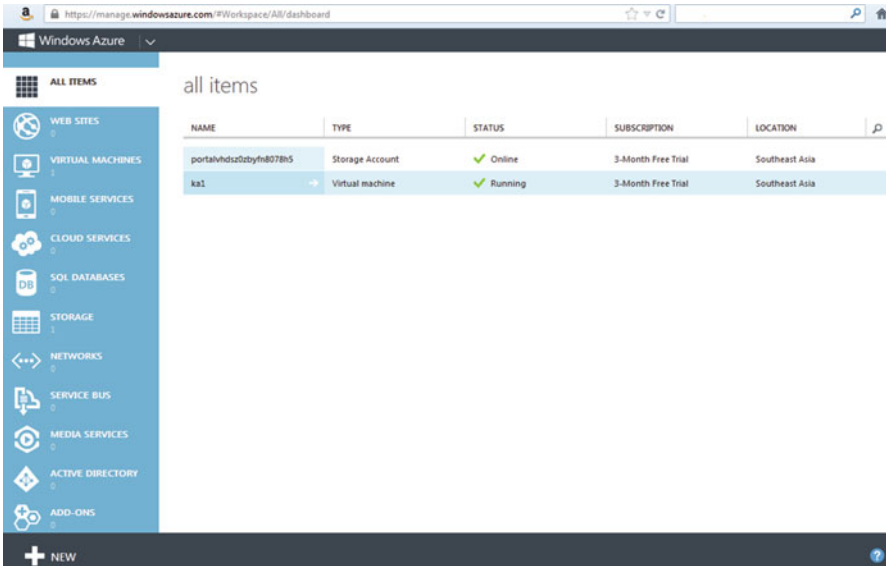 https://manage.windowsazure.com/#Workspace/All/dashboard
Windows Azure
ALL ITEMS
all items
NAME TYPE STATUS SUBSCRIPTION LOCATION
portalvhdsz0zbyfn8078h5 Storage Account Online 3-Month Free Trial Southeast Asia
ka1 Virtual machine Running 3-Month Free Trial Southeast Asia
WEB SITES
0
VIRTUAL MACHINES
1
MOBILE SERVICES
0
CLOUD SERVICES
0
DB
SQL DATABASES
0
STORAGE
1
NETWORKS
0
SERVICE BUS
0
MEDIA SERVICES
0
ACTIVE DIRECTORY
0
ADD-ONS
0
NEW
?